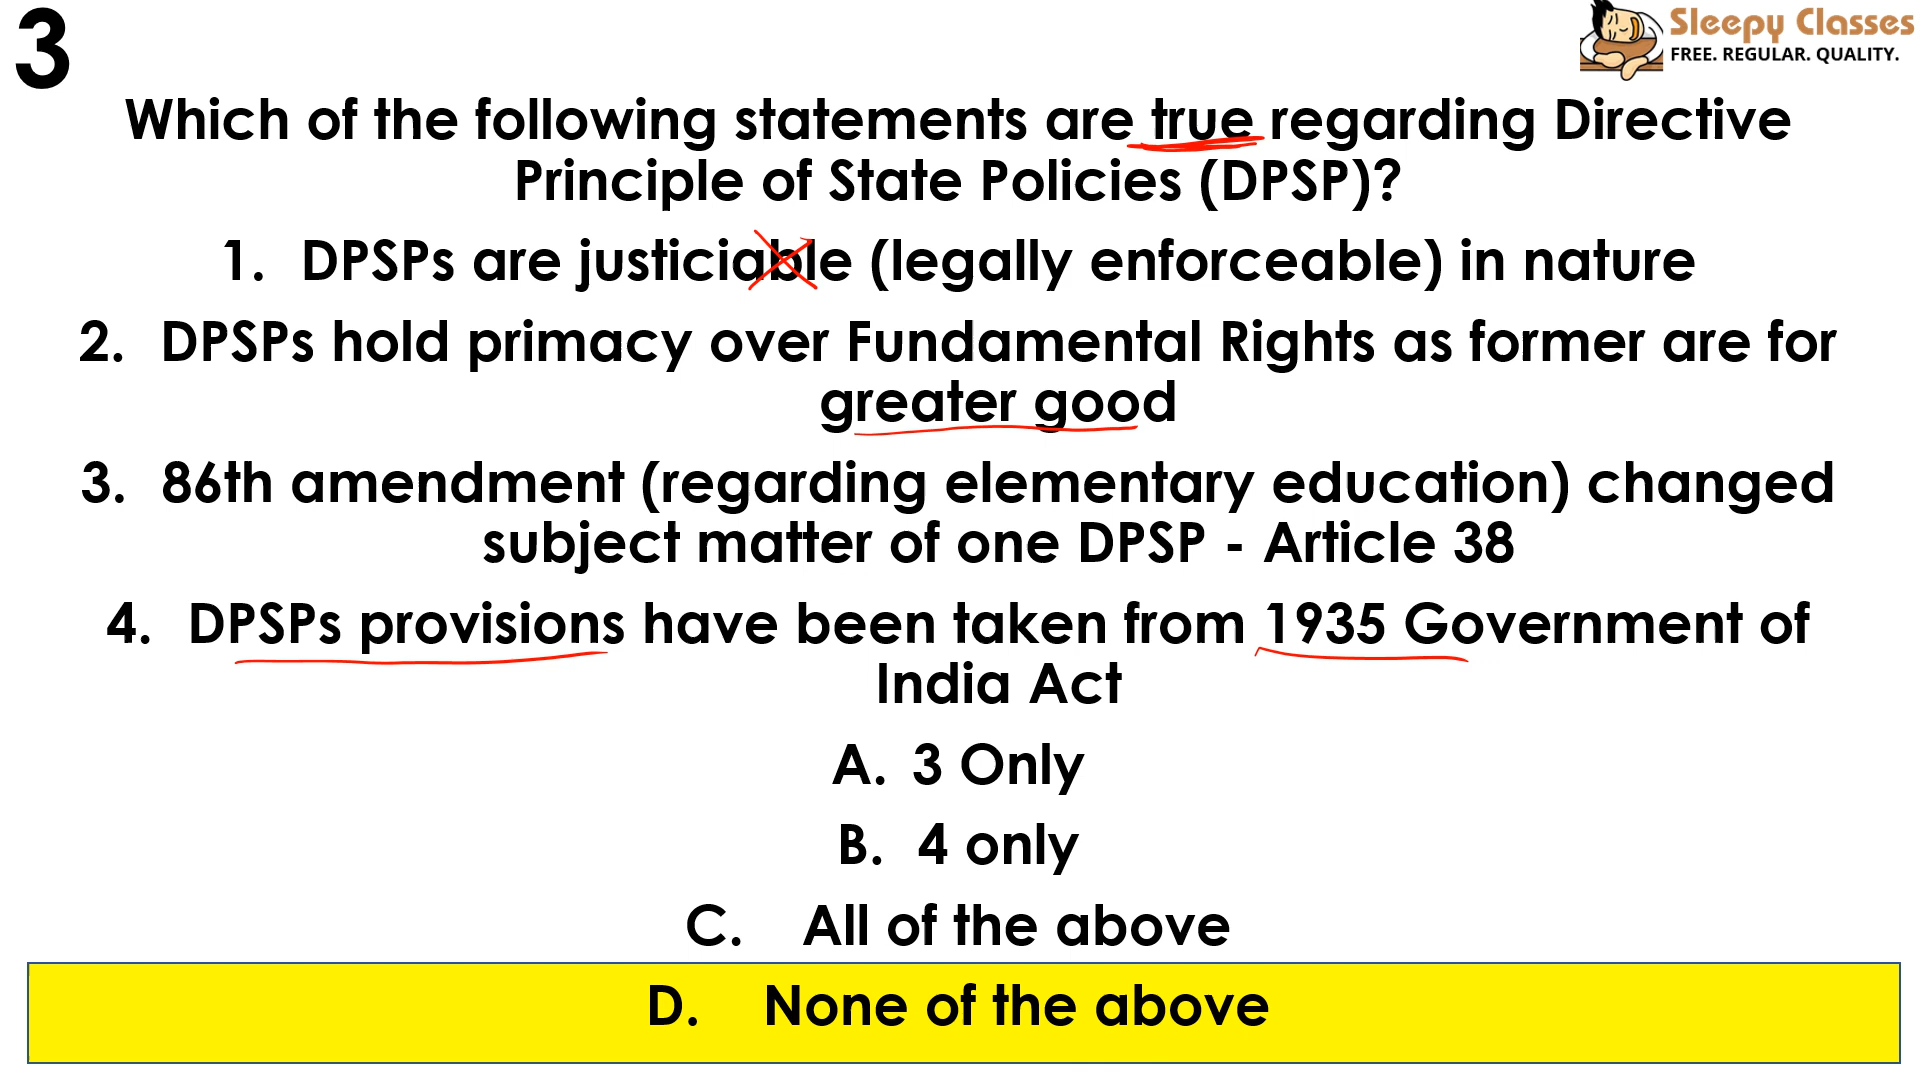 3
Sleepy Classes
FREE. REGULAR. QUALITY.
Which of the following statements are true regarding Directive
Principle of State Policies (DPSP)?
1. DPSPs are justiciable (legally enforceable) in nature
2. DPSPs hold primacy over Fundamental Rights as former are for
greater good
3. 86th amendment (regarding elementary education) changed
subject matter of one DPSP - Article 38
4. DPSPs provisions have been taken from 1935 Government of
India Act
A. 3 Only
B. 4 only
C. All of the above
D. None of the above